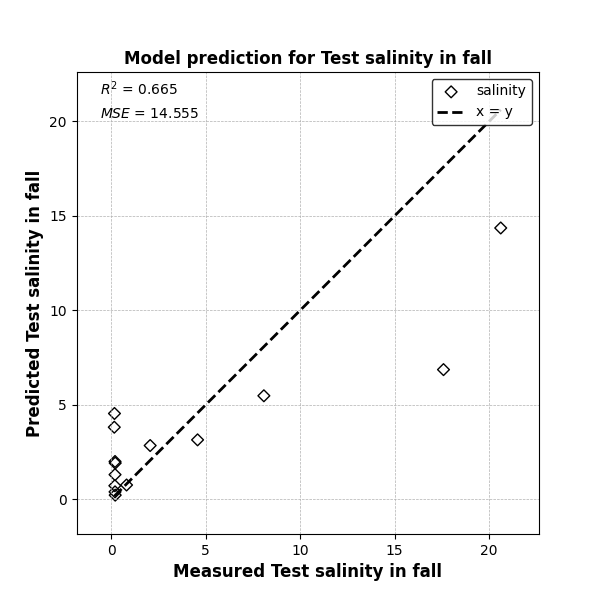 Model prediction for Test salinity in fall
R² = 0.665
MSE = 14.555
salinity
x = y
Predicted Test salinity in fall
20
15
10
5
0
0 5 10 15 20
Measured Test salinity in fall